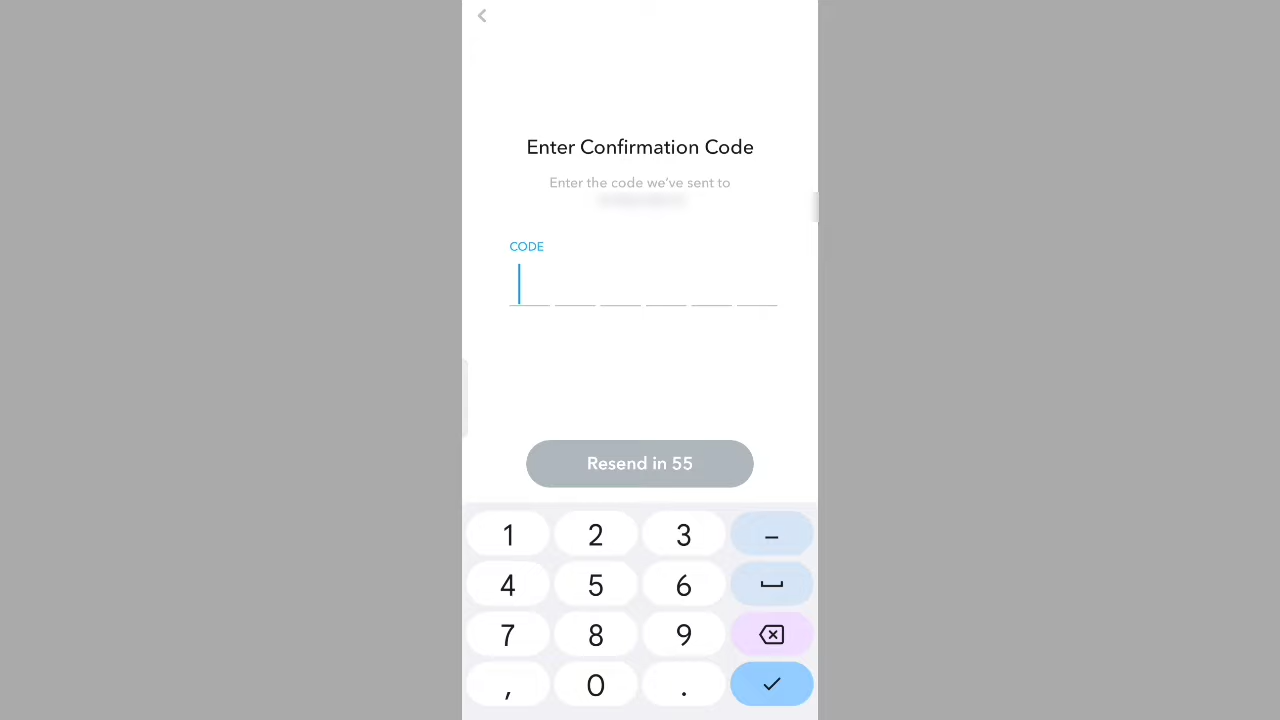 Enter Confirmation Code
Enter the code we've sent to
CODE
Resend in 55
1 2 3 –
4 5 6
7 8 9
, 0 .